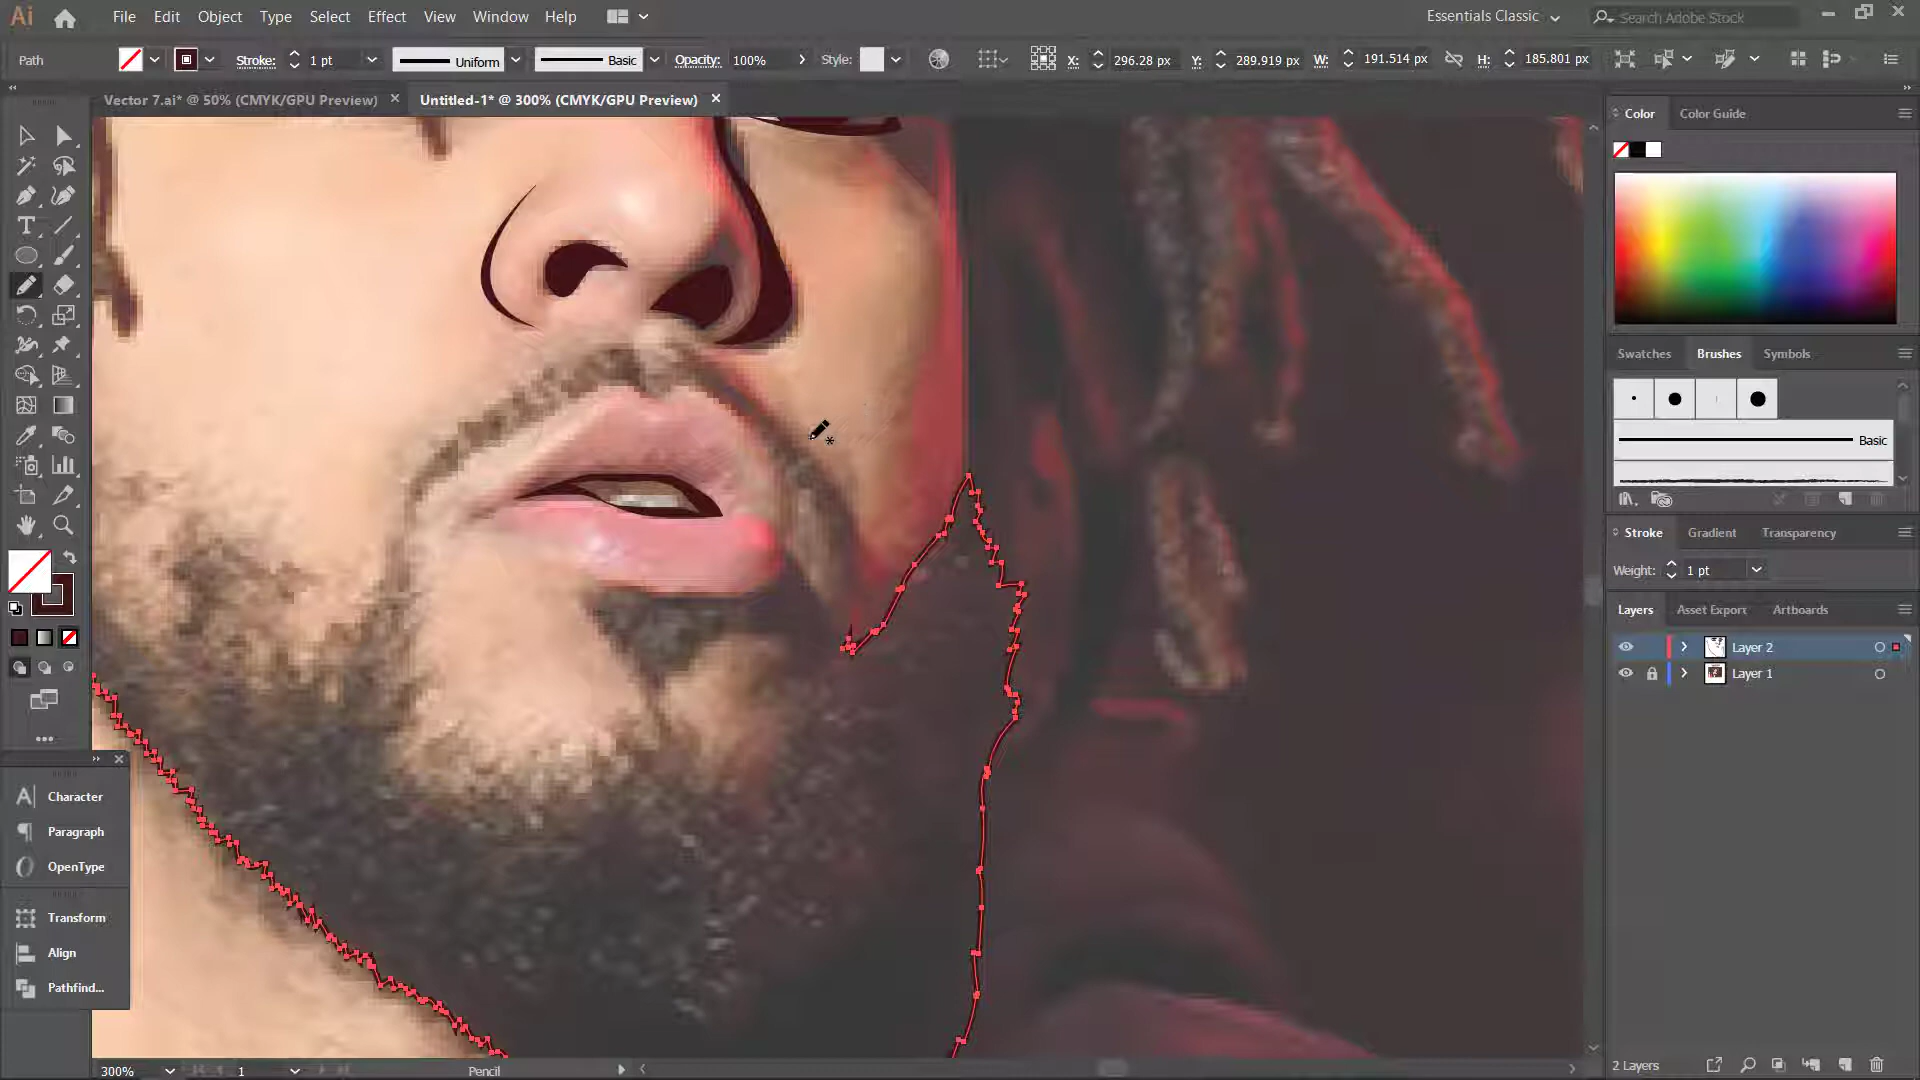 Ai File Edit Object Type Select Effect View Window Help Essentials Classic Search Adobe Stock
Path Stroke: 1 pt Uniform Basic Opacity: 100% Style: X: 296.28 px Y: 289.919 px W: 191.514 px H: 185.801 px
Vector 7.ai* @ 50% (CMYK/GPU Preview) Untitled-1* @ 300% (CMYK/GPU Preview)
Color Color Guide
Swatches Brushes Symbols
Basic
Stroke Gradient Transparency
Weight: 1 pt
Layers Asset Export Artboards
Layer 2
Layer 1
Character
Paragraph
OpenType
Transform
Align
Pathfind...
300% 1 Pencil
2 Layers